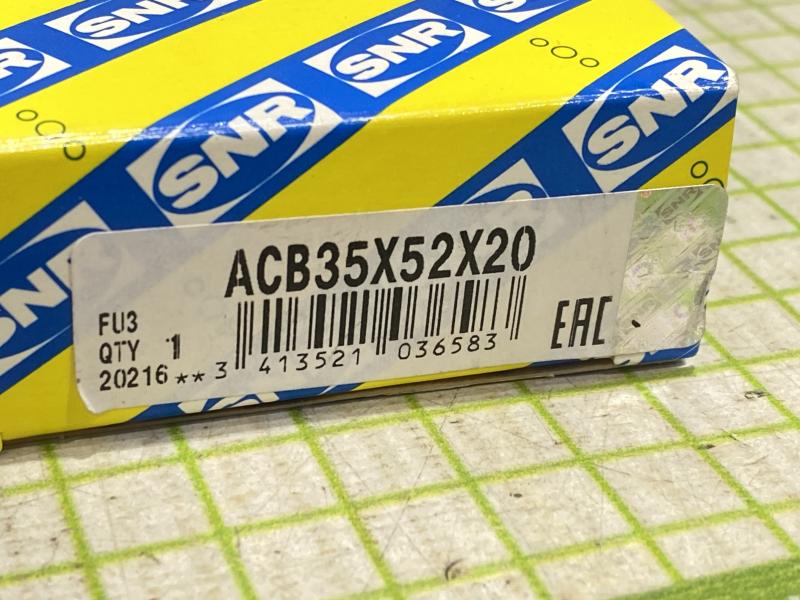 SNR
SNR
SNR
SNR
SNR
ACB35X52X20
FU3
QTY 1
20216**3 413521 036583
EAC